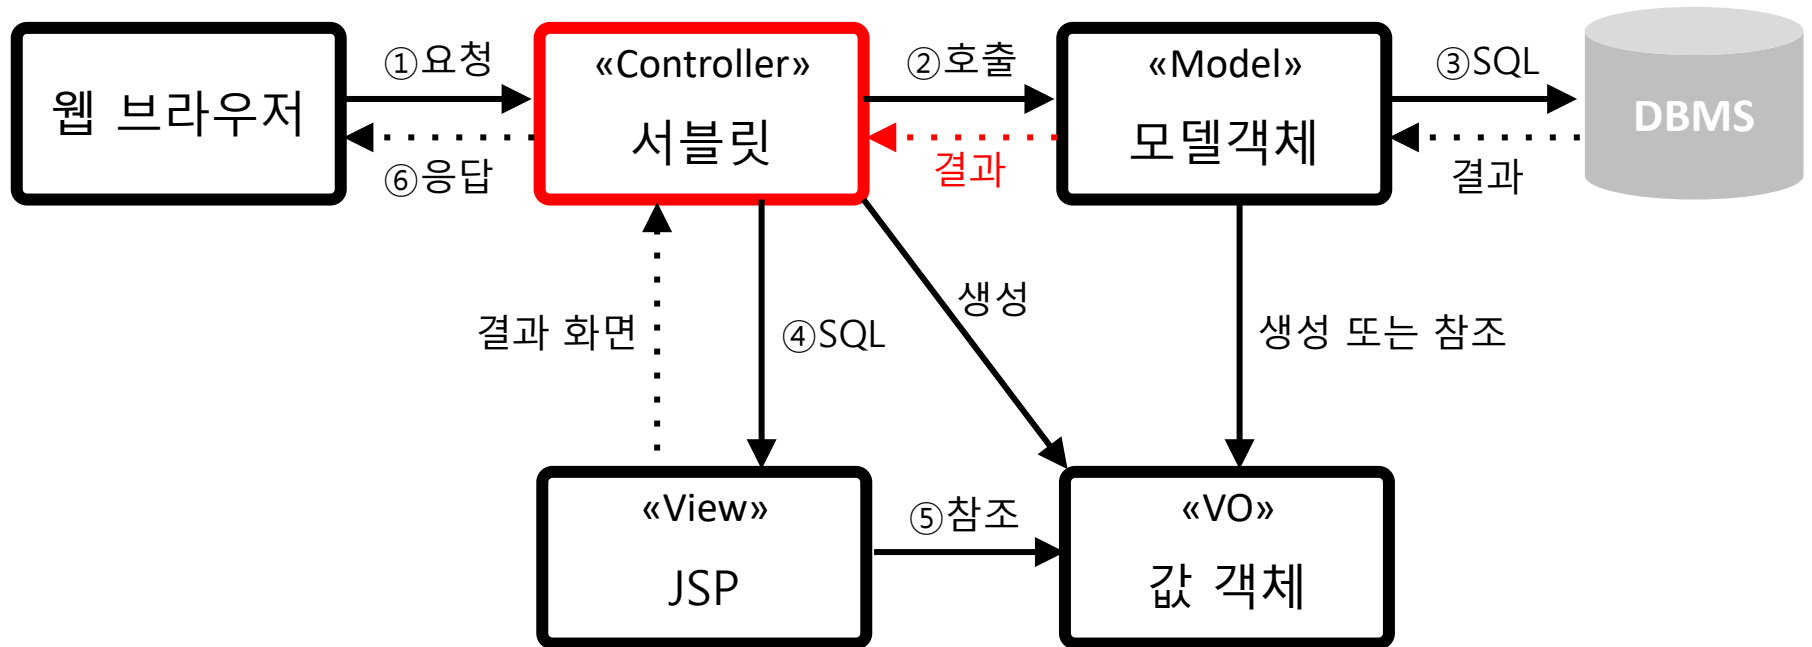 ①요청
«Controller»
②호출
«Model»
③SQL
웹 브라우저
서블릿
모델객체
DBMS
⑥응답
결과
결과
결과 화면
④SQL
생성
생성 또는 참조
«View»
⑤참조
«VO»
JSP
값 객체